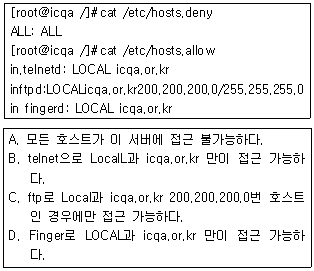 [root@icqa /]# cat /etc/hosts.deny
ALL: ALL
[root@icqa /]# cat /etc/hosts.allow
in.telnetd: LOCAL icqa.or.kr
inftpd:LOCALicqa.or.kr200.200.200.0/255.255.255.0
in fingerd: LOCAL icqa.or.kr
A. 모든 호스트가 이 서버에 접근 불가능하다.
B. telnet으로 LocalL과 icqa.or.kr 만이 접근 가능하
다.
C. ftp로 Local과 icqa.or.kr 200.200.200.0번 호스트
인 경우에만 접근 가능하다.
D. Finger로 LOCAL과 icqa.or.kr 만이 접근 가능하
다.